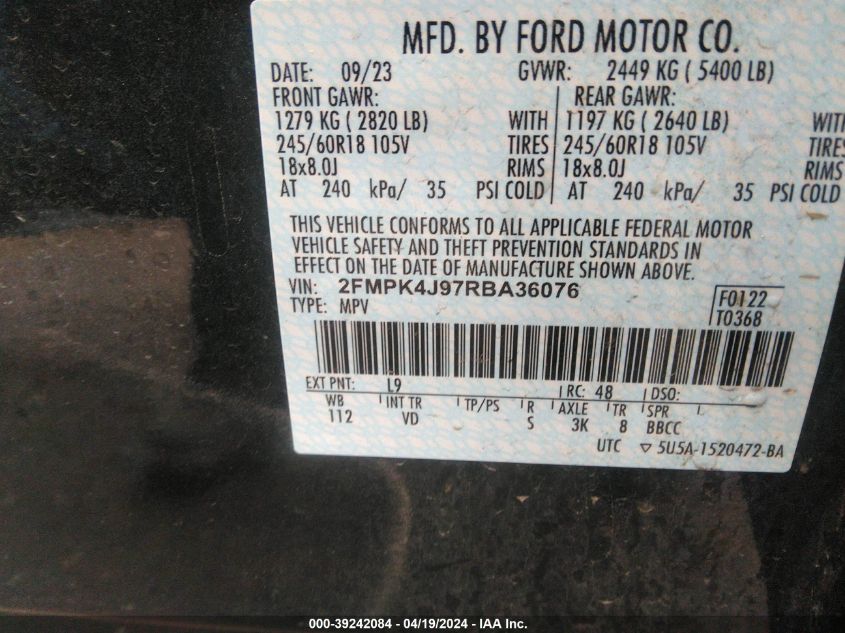 MFD. BY FORD MOTOR CO.
DATE: 09/23 GVWR: 2449 KG ( 5400 LB)
FRONT GAWR: REAR GAWR:
1279 KG ( 2820 LB) WITH 1197 KG ( 2640 LB) WITH
245/60R18 105V TIRES 245/60R18 105V TIRES
18x8.0J RIMS 18x8.0J RIMS
AT 240 kPa/ 35 PSI COLD AT 240 kPa/ 35 PSI COLD
THIS VEHICLE CONFORMS TO ALL APPLICABLE FEDERAL MOTOR
VEHICLE SAFETY AND THEFT PREVENTION STANDARDS IN
EFFECT ON THE DATE OF MANUFACTURE SHOWN ABOVE.
VIN: 2FMPK4J97RBA36076 F0122
TYPE: MPV T0368
EXT PNT: L9 RC: 48 DSO:
WB INT TR TP/PS R AXLE TR SPR
112 VD S 3K 8 BBCC
UTC ▽ 5U5A-1520472-BA
000-39242084 / 04/19/2024 - IAA Inc.